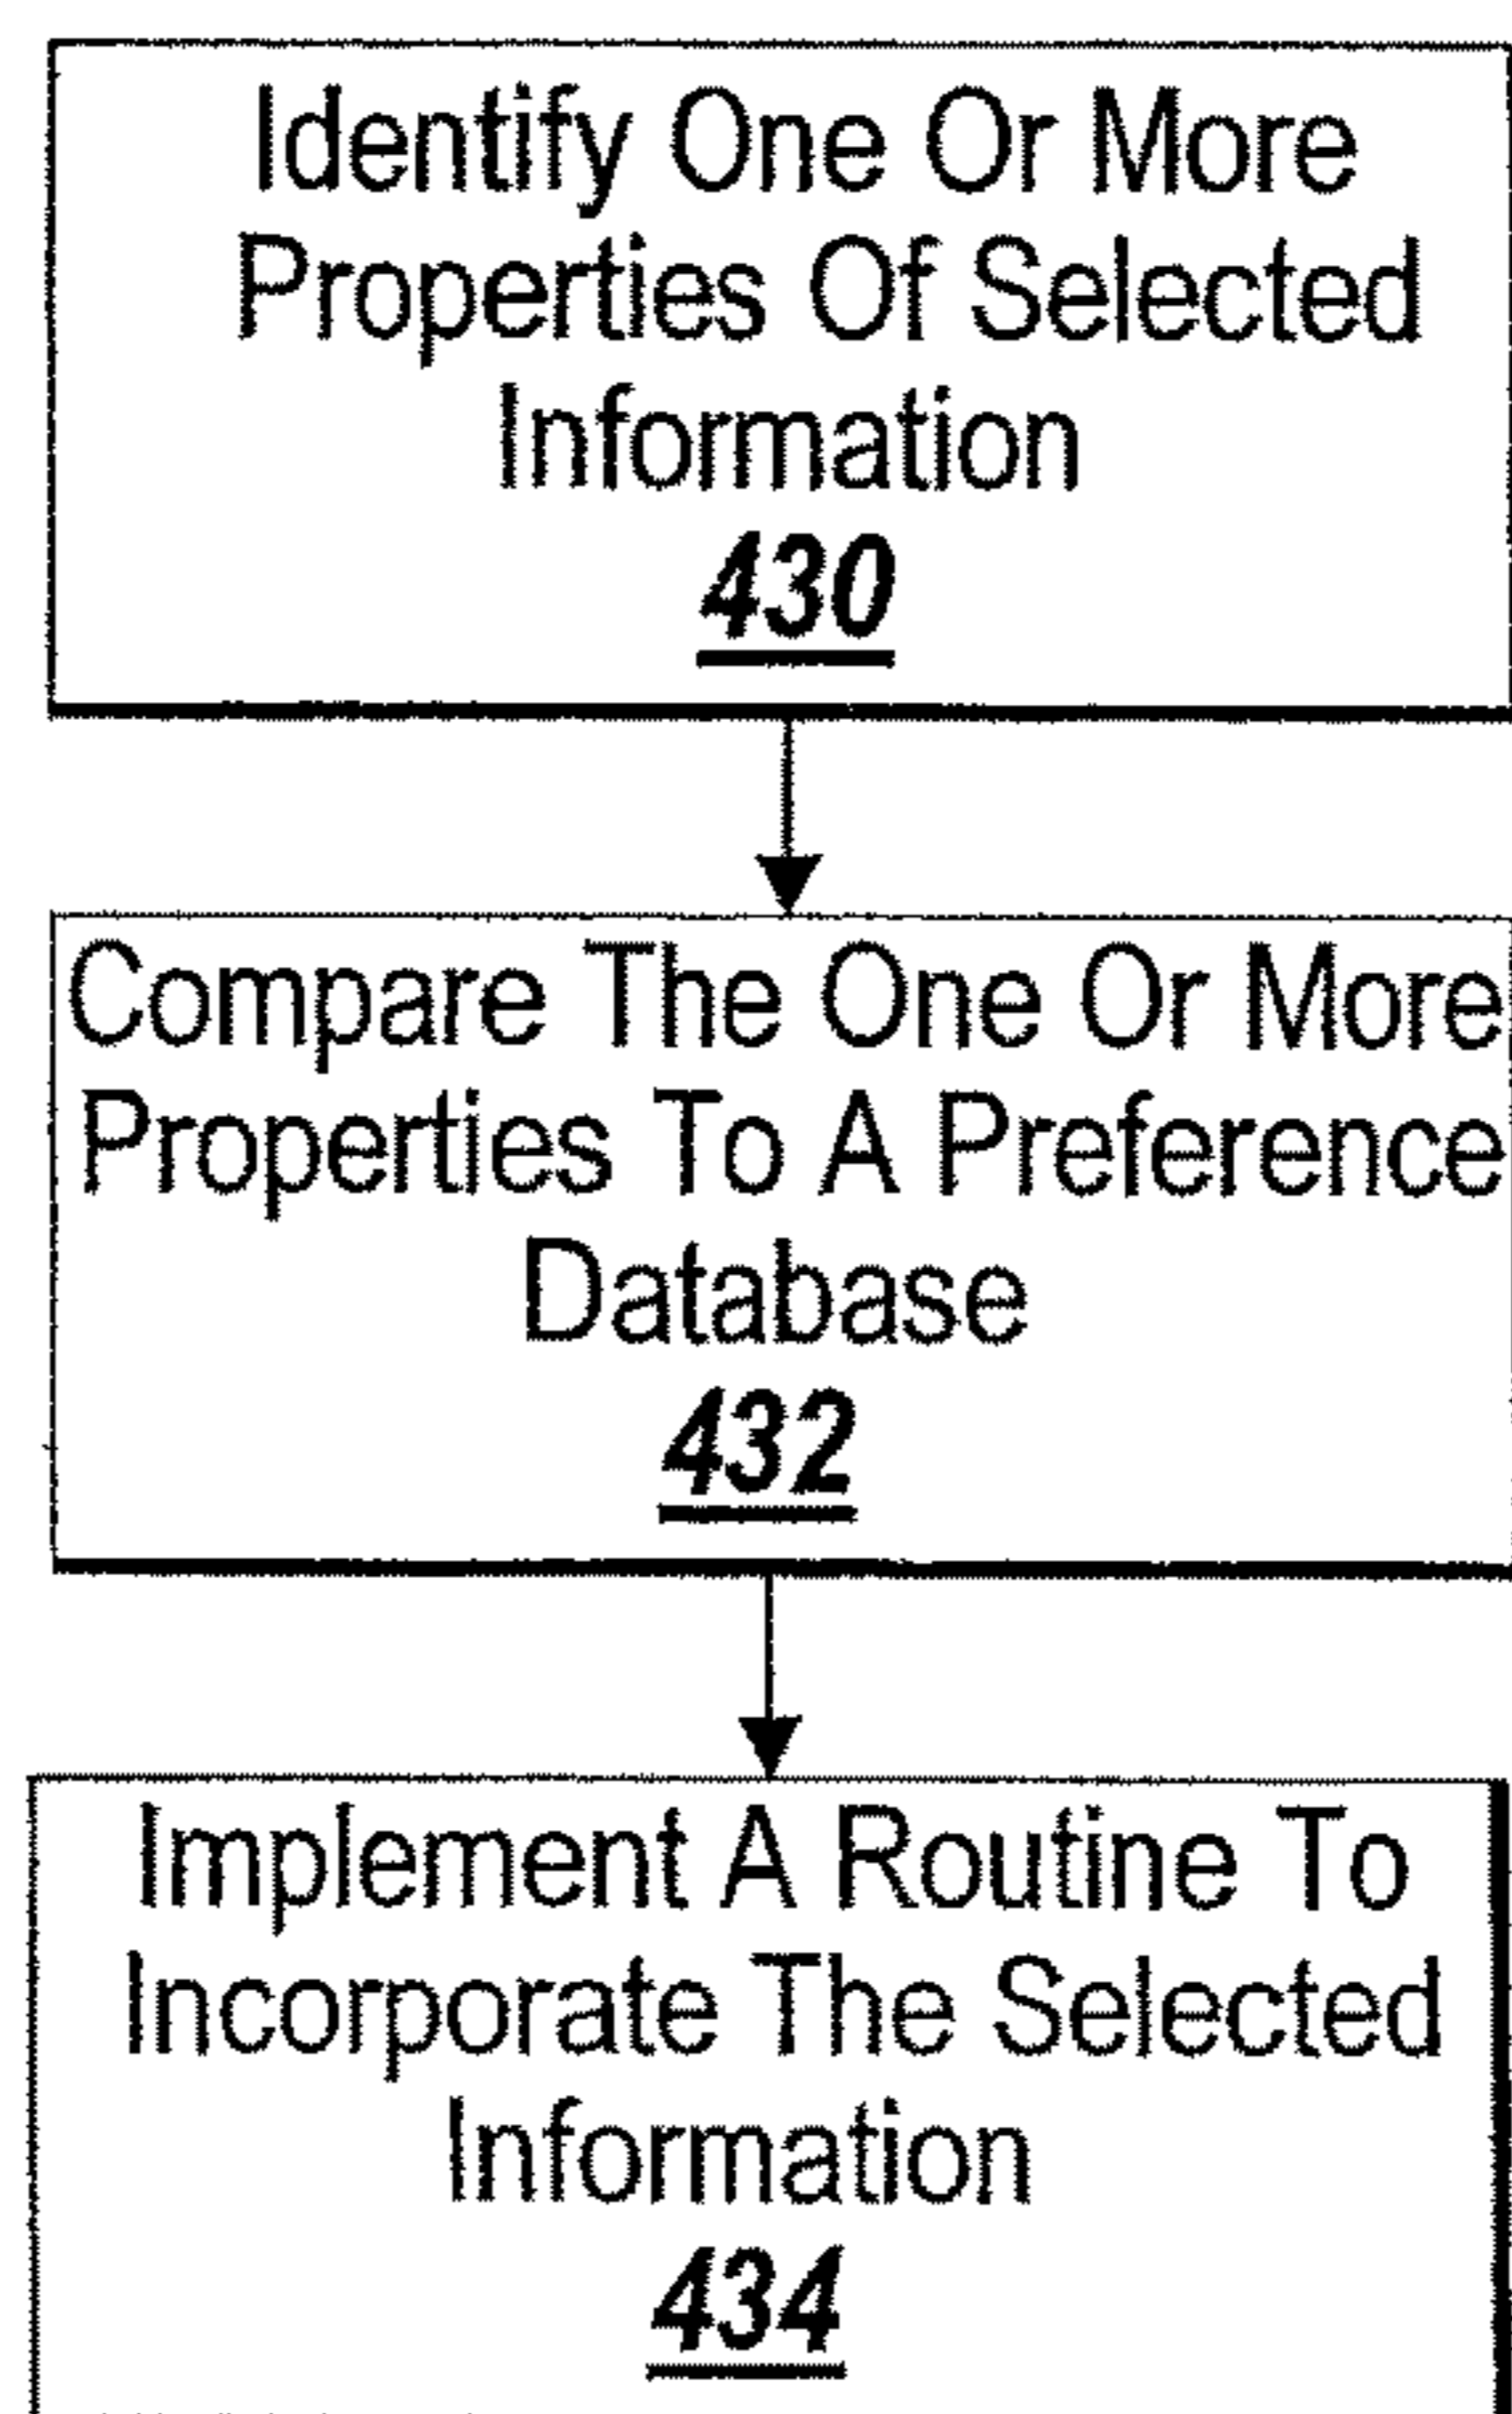 Identify One Or More
Properties Of Selected
Information
430
Compare The One Or More
Properties To A Preference
Database
432
Implement A Routine To
Incorporate The Selected
Information
434